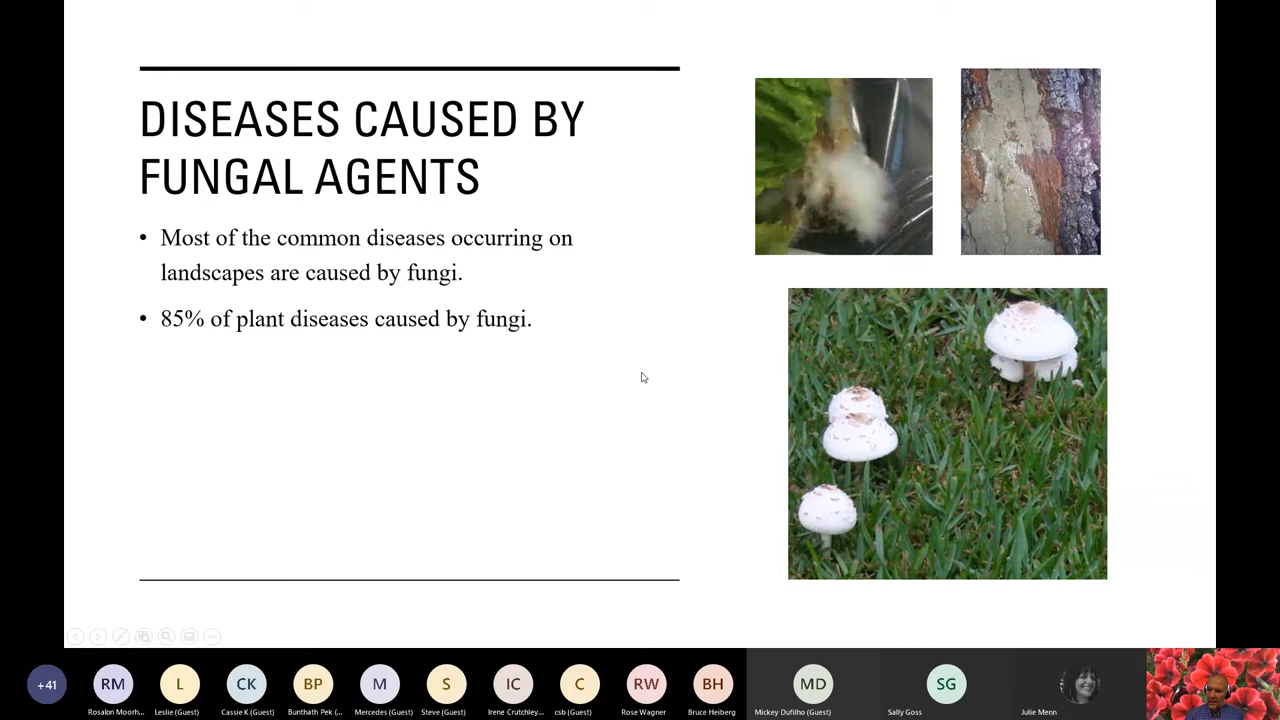 DISEASES CAUSED BY
FUNGAL AGENTS
• Most of the common diseases occurring on
landscapes are caused by fungi.
• 85% of plant diseases caused by fungi.
+41
RM
L
CK
BP
M
S
IC
C
RW
BH
MD
SG
Rosalon Moorh...
Leslie (Guest)
Cassie K (Guest)
Bunthath Pek (...
Mercedes (Guest)
Steve (Guest)
Irene Crutchley...
csb (Guest)
Rose Wagner
Bruce Heiberg
Mickey Dufilho (Guest)
Sally Goss
Julie Menn